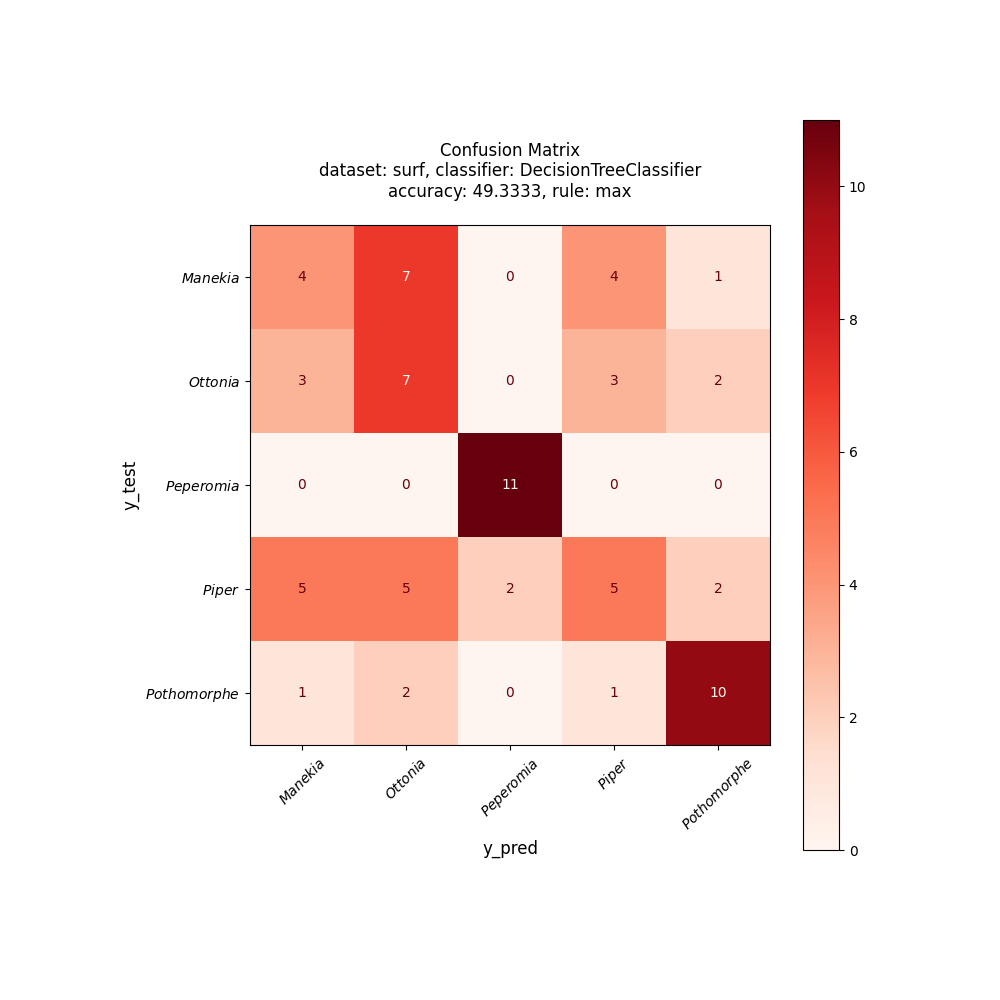 Confusion Matrix
dataset: surf, classifier: DecisionTreeClassifier
accuracy: 49.3333, rule: max
Manekia 4 7 0 4 1
Ottonia 3 7 0 3 2
Peperomia 0 0 11 0 0
Piper 5 5 2 5 2
Pothomorphe 1 2 0 1 10
Manekia Ottonia Peperomia Piper Pothomorphe
y_pred
y_test
10
8
6
4
2
0